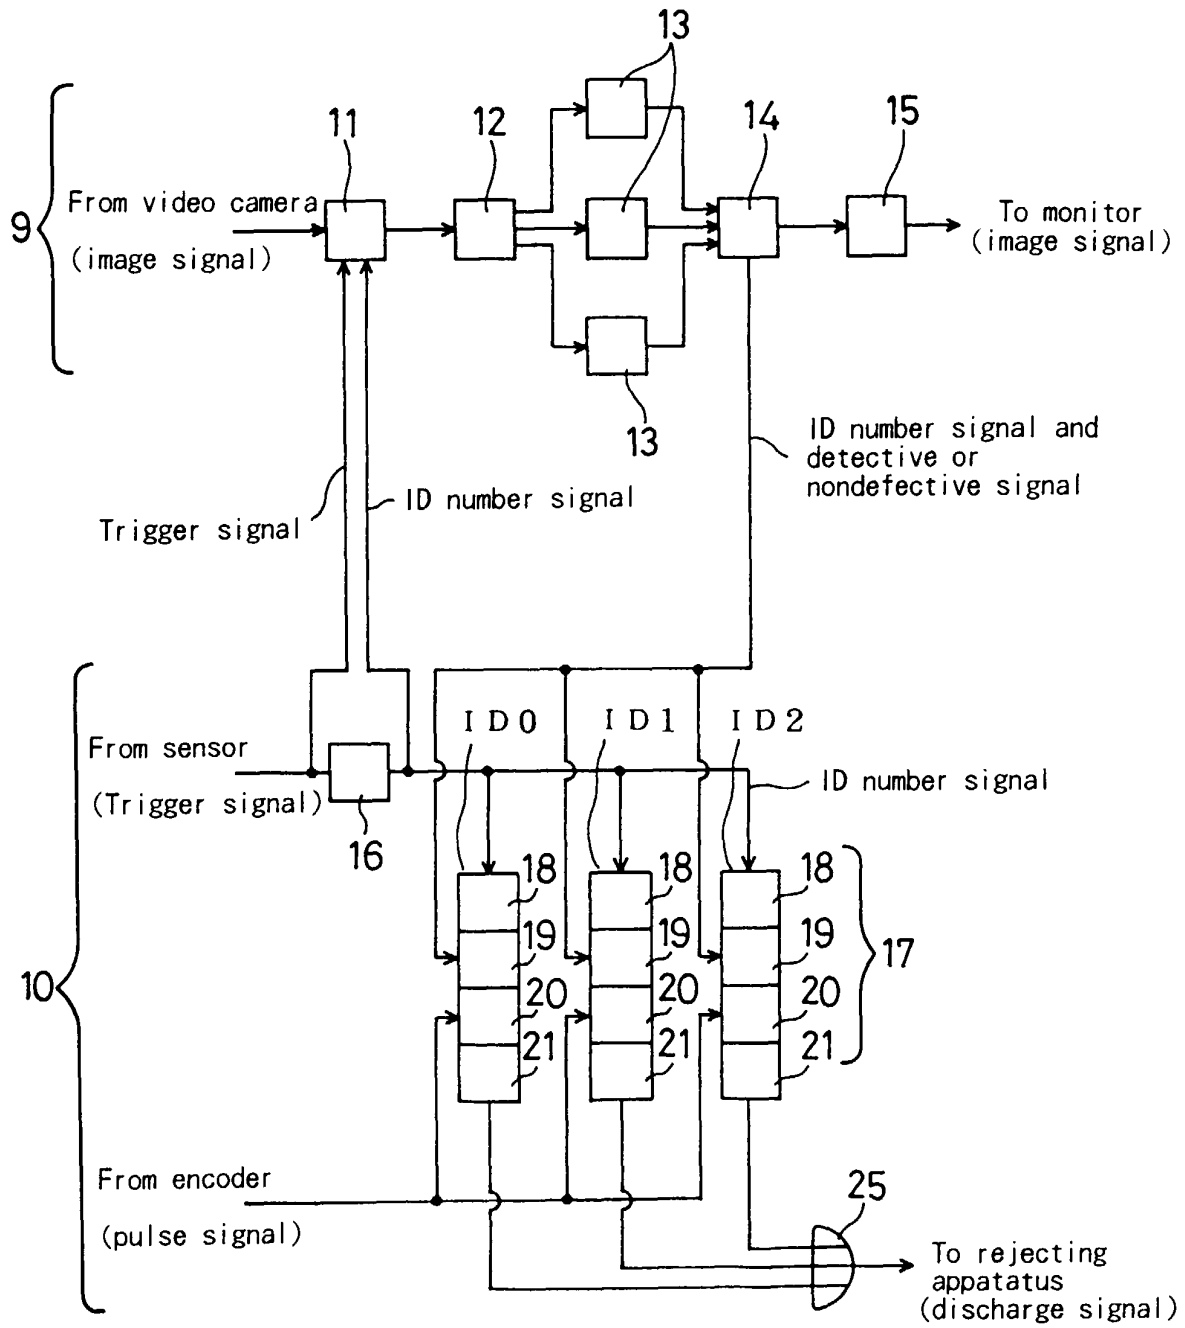 13
11
12
14
15
9
From video camera
(image signal)
To monitor
(image signal)
13
ID number signal and
detective or
nondefective signal
ID number signal
Trigger signal
ID0
ID1
ID2
From sensor
(Trigger signal)
16
ID number signal
18
18
18
19
19
19
17
10
20
20
20
21
21
21
From encoder
(pulse signal)
25
To rejecting
appatatus
(discharge signal)